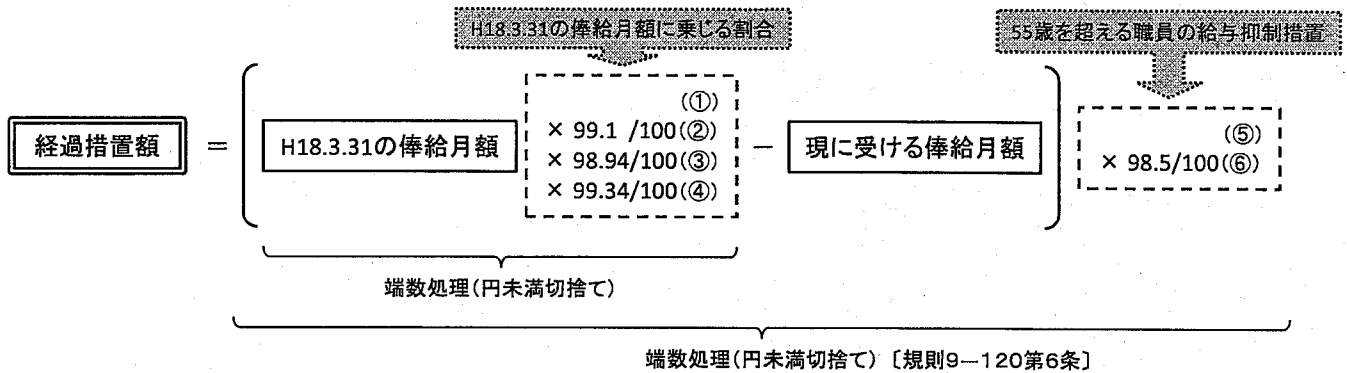 H18.3.31の俸給月額に乗じる割合
55歳を超える職員の給与抑制措置
経過措置額 = H18.3.31の俸給月額
(①)
× 99.1 /100(②)
× 98.94/100(③)
× 99.34/100(④)
− 現に受ける俸給月額
(⑤)
× 98.5/100(⑥)
端数処理(円未満切捨て)
端数処理(円未満切捨て)〔規則9−120第6条〕